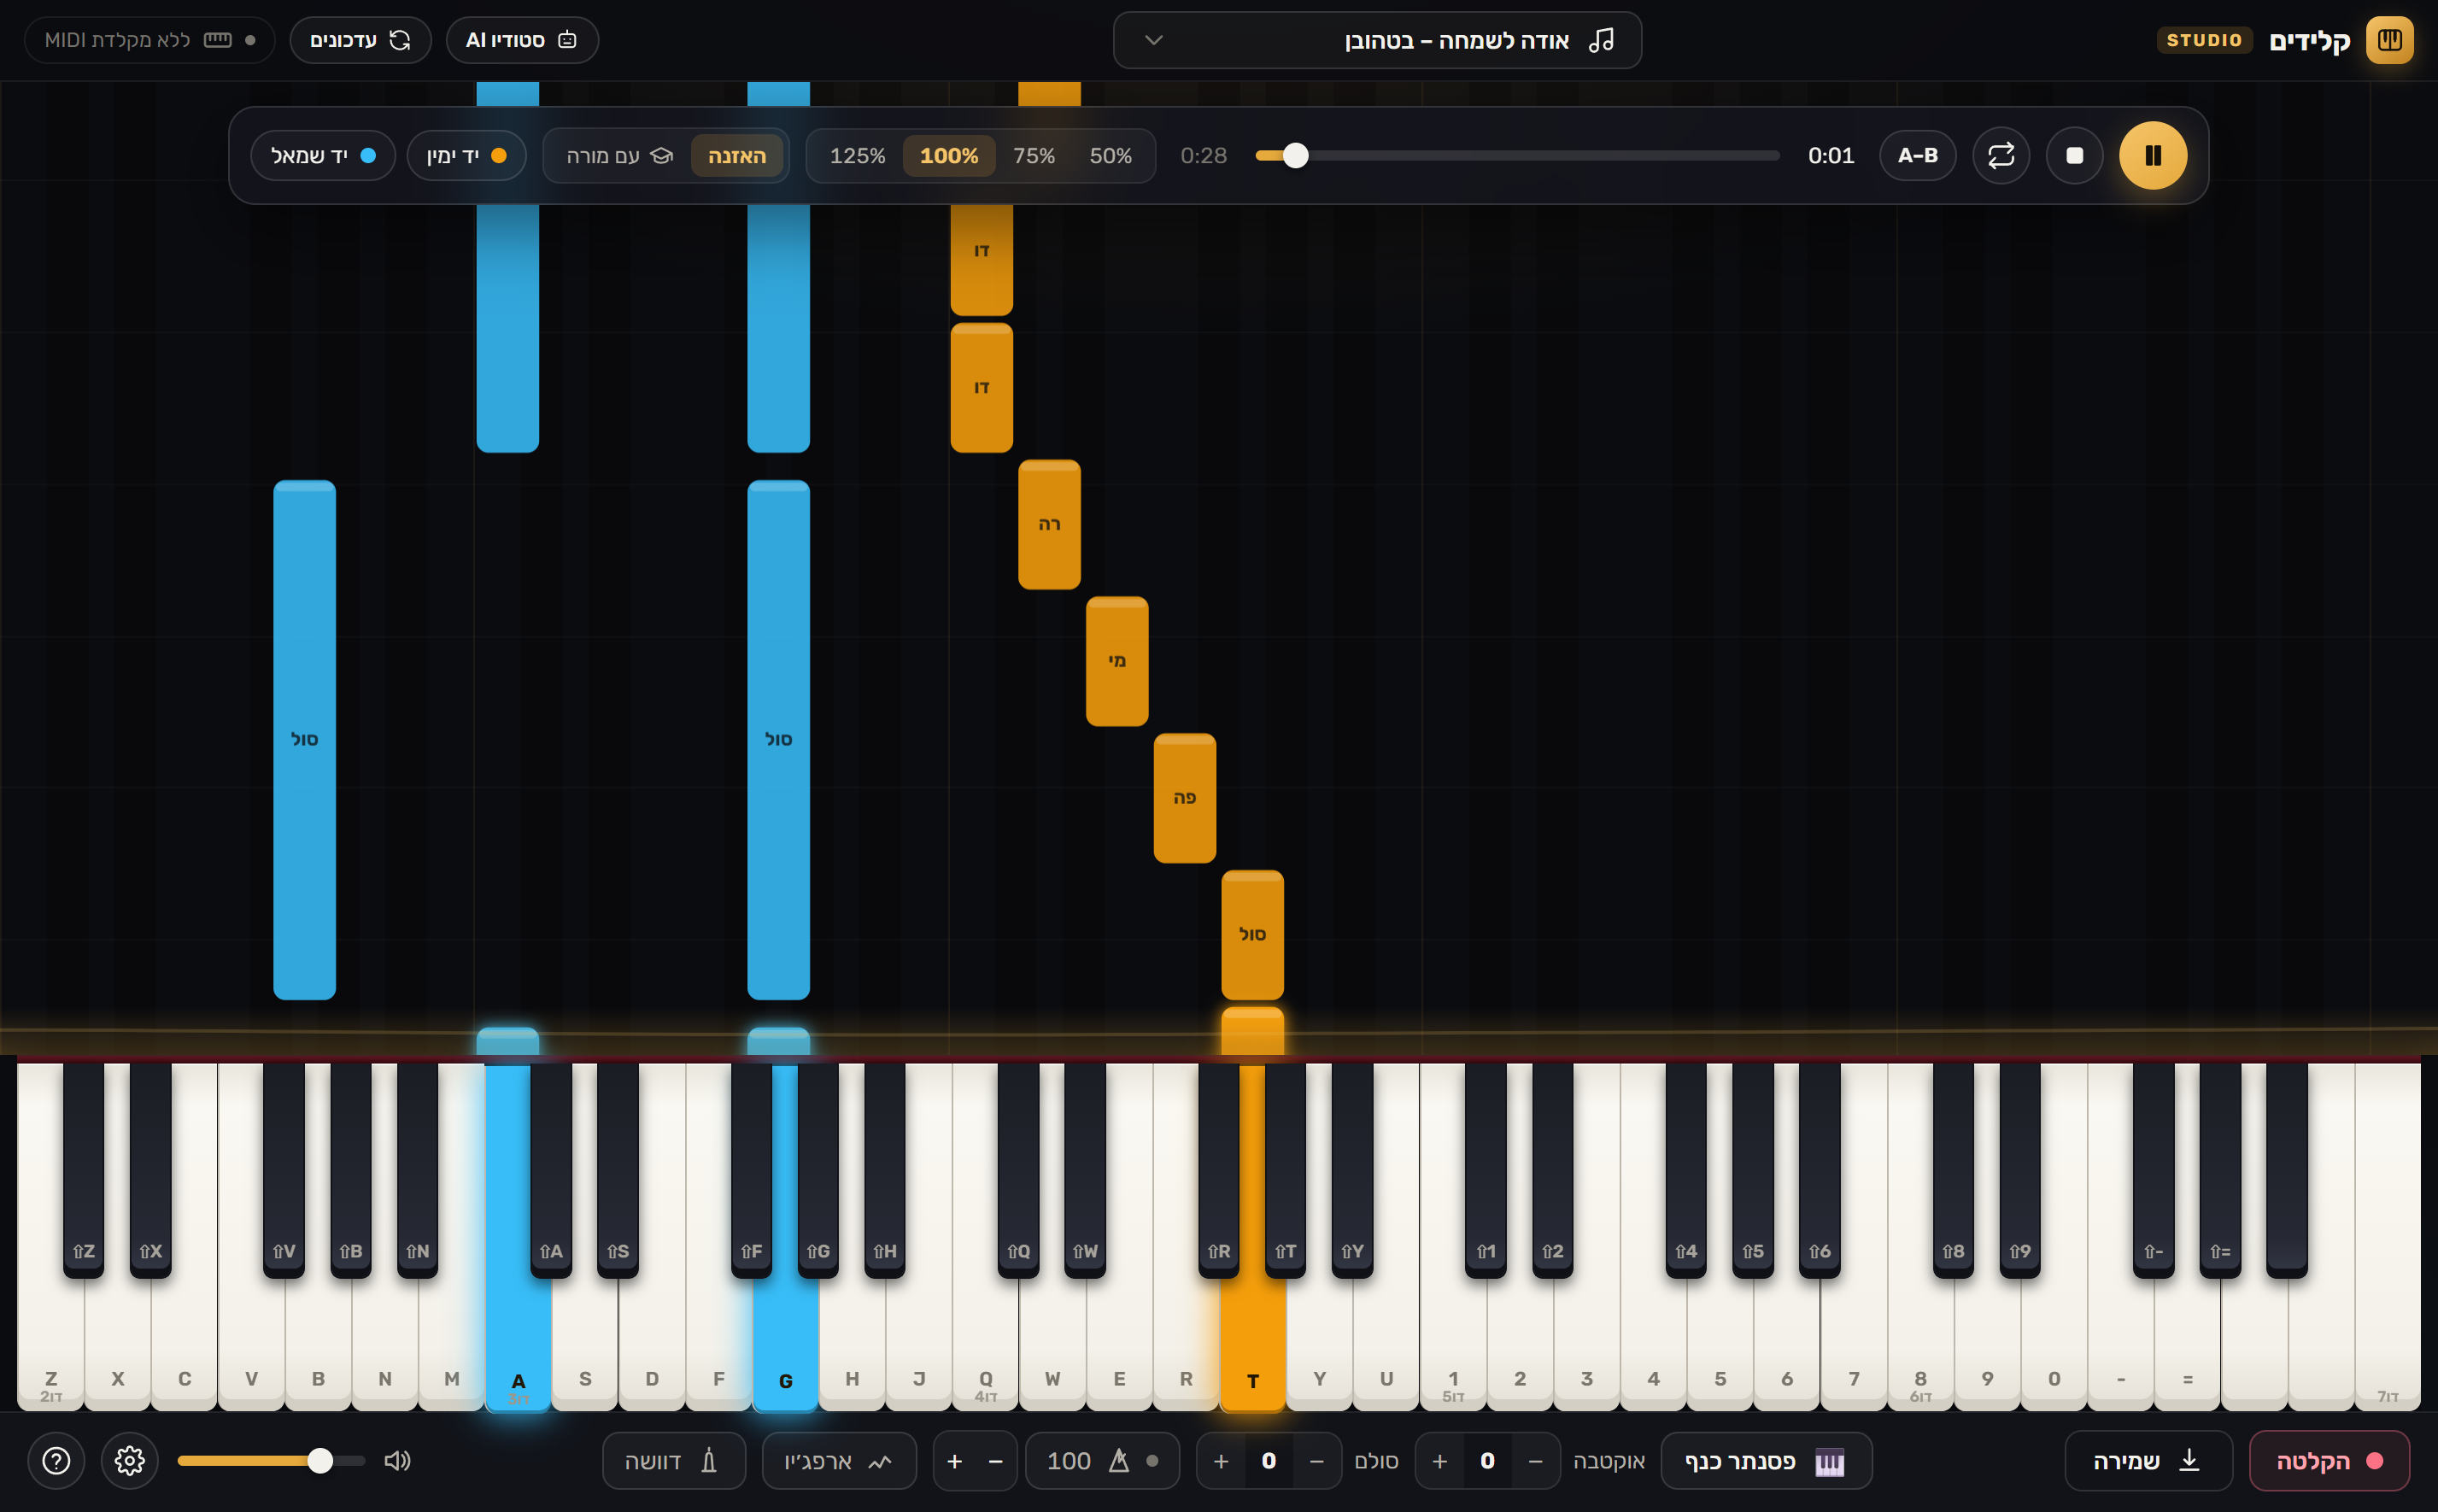 קלידים STUDIO
אודה לשמחה – בטהובן
סטודיו AI
עדכונים
ללא מקלדת MIDI
A–B
0:01
0:28
50% 75% 100% 125%
האזנה
עם מורה
יד ימין
יד שמאל
דו
דו
רה
מי
סול
סול
פה
סול
⇧Z ⇧X ⇧V ⇧B ⇧N ⇧A ⇧S ⇧F ⇧G ⇧H ⇧Q ⇧W ⇧R ⇧T ⇧Y ⇧1 ⇧2 ⇧4 ⇧5 ⇧6 ⇧8 ⇧9 ⇧- ⇧=
Z X C V B N M A S D F G H J Q W E R T Y U 1 2 3 4 5 6 7 8 9 0 - =
דו2 דו3 דו4 דו5 דו6 דו7
הקלטה
שמירה
פסנתר כנף
אוקטבה
− 0 +
סולם
− 0 +
100
− +
ארפג'יו
דוושה